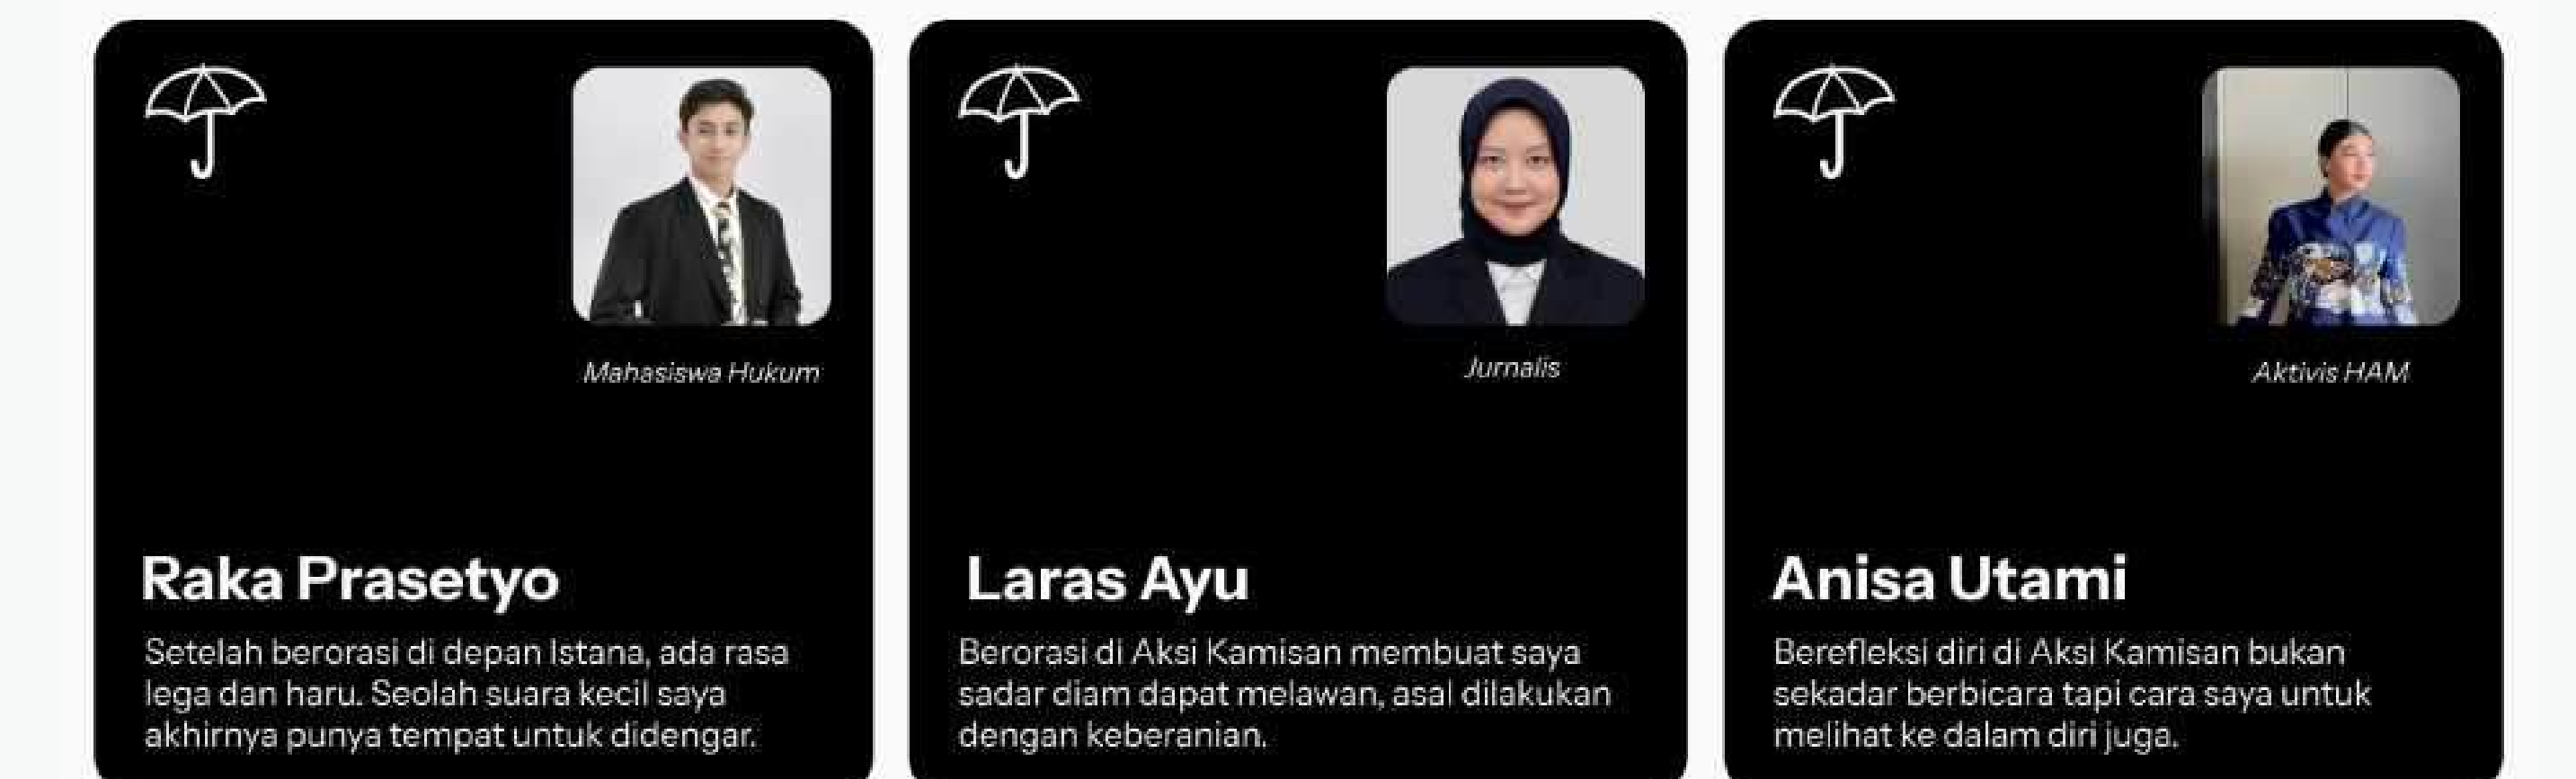 Mahasiswa Hukum
Raka Prasetyo
Setelah berorasi di depan Istana, ada rasa
lega dan haru. Seolah suara kecil saya
akhirnya punya tempat untuk didengar.
Jurnalis
Laras Ayu
Berorasi di Aksi Kamisan membuat saya
sadar diam dapat melawan, asal dilakukan
dengan keberanian.
Aktivis HAM
Anisa Utami
Berefleksi diri di Aksi Kamisan bukan
sekadar berbicara tapi cara saya untuk
melihat ke dalam diri juga.